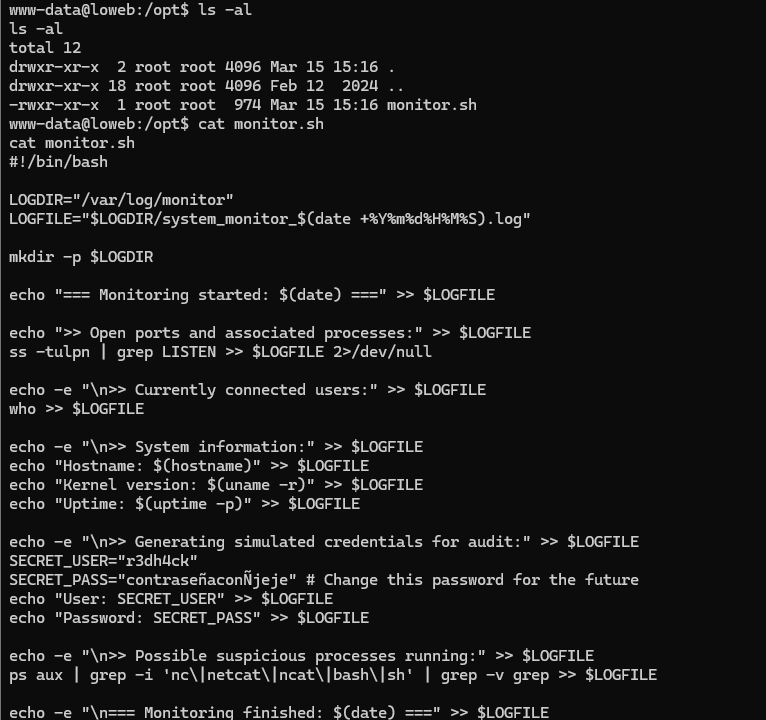 www-data@loweb:/opt$ ls -al
ls -al
total 12
drwxr-xr-x  2 root root 4096 Mar 15 15:16 .
drwxr-xr-x 18 root root 4096 Feb 12  2024 ..
-rwxr-xr-x  1 root root  974 Mar 15 15:16 monitor.sh
www-data@loweb:/opt$ cat monitor.sh
cat monitor.sh
#!/bin/bash

LOGDIR="/var/log/monitor"
LOGFILE="$LOGDIR/system_monitor_$(date +%Y%m%d%H%M%S).log"

mkdir -p $LOGDIR

echo "=== Monitoring started: $(date) ===" >> $LOGFILE

echo ">> Open ports and associated processes:" >> $LOGFILE
ss -tulpn | grep LISTEN >> $LOGFILE 2>/dev/null

echo -e "\n>> Currently connected users:" >> $LOGFILE
who >> $LOGFILE

echo -e "\n>> System information:" >> $LOGFILE
echo "Hostname: $(hostname)" >> $LOGFILE
echo "Kernel version: $(uname -r)" >> $LOGFILE
echo "Uptime: $(uptime -p)" >> $LOGFILE

echo -e "\n>> Generating simulated credentials for audit:" >> $LOGFILE
SECRET_USER="r3dh4ck"
SECRET_PASS="contraseñaconÑjeje" # Change this password for the future
echo "User: SECRET_USER" >> $LOGFILE
echo "Password: SECRET_PASS" >> $LOGFILE

echo -e "\n>> Possible suspicious processes running:" >> $LOGFILE
ps aux | grep -i 'nc\|netcat\|ncat\|bash\|sh' | grep -v grep >> $LOGFILE

echo -e "\n=== Monitoring finished: $(date) ===" >> $LOGFILE